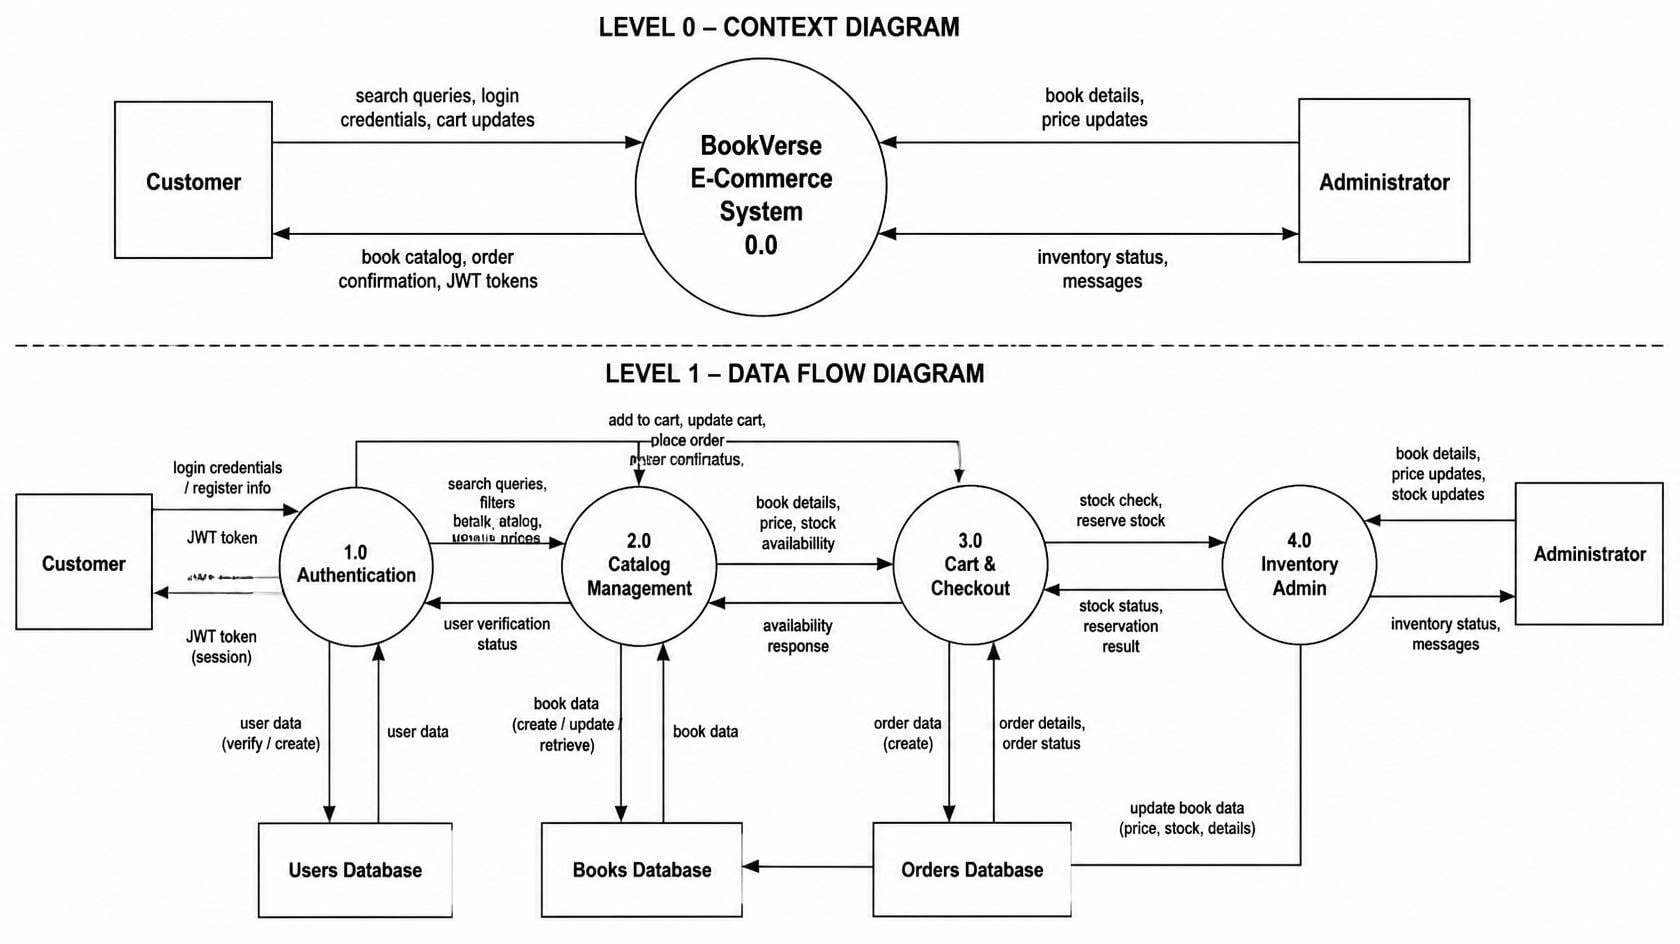 LEVEL 0 – CONTEXT DIAGRAM
search queries, login
credentials, cart updates
book details,
price updates
Customer
BookVerse
E-Commerce
System
0.0
Administrator
book catalog, order
confirmation, JWT tokens
inventory status,
messages
LEVEL 1 – DATA FLOW DIAGRAM
add to cart, update cart,
place order
login credentials
/ register info
search queries,
filters
book details,
price, stock
availabillity
stock check,
reserve stock
book details,
price updates,
stock updates
Customer
JWT token
JWT token
(session)
1.0
Authentication
prices
user verification
status
2.0
Catalog
Management
availability
response
3.0
Cart &
Checkout
stock status,
reservation
result
4.0
Inventory
Admin
Administrator
inventory status,
messages
user data
(verify / create)
user data
book data
(create / update /
retrieve)
book data
order data
(create)
order details,
order status
update book data
(price, stock, details)
Users Database
Books Database
Orders Database